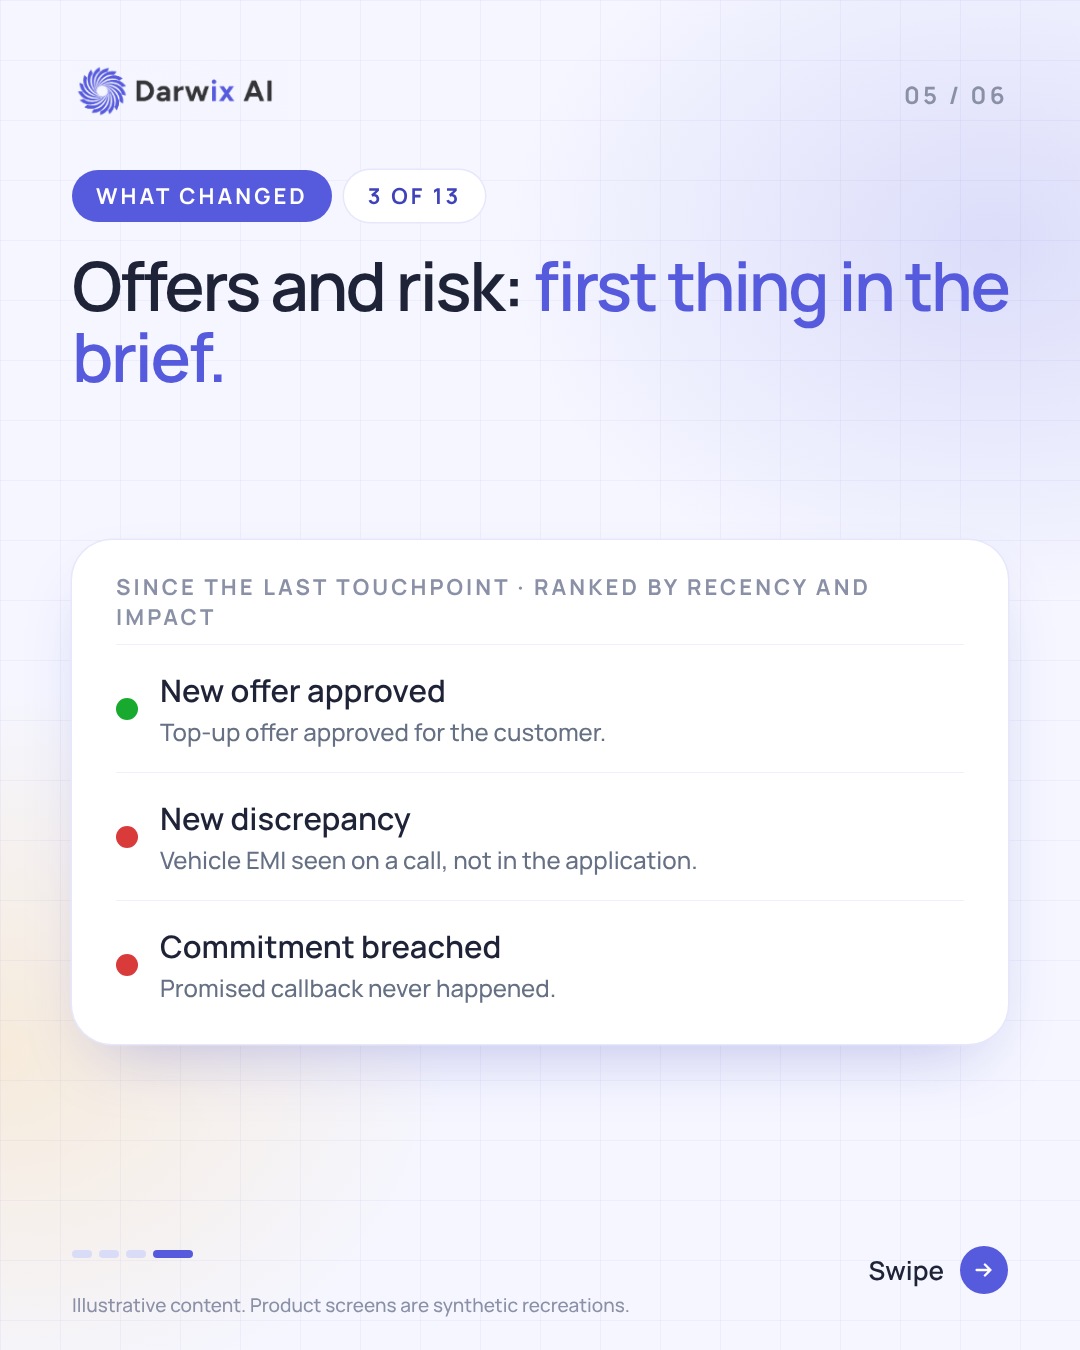 Darwix AI
05 / 06
WHAT CHANGED
3 OF 13
Offers and risk: first thing in the
brief.
SINCE THE LAST TOUCHPOINT · RANKED BY RECENCY AND
IMPACT
New offer approved
Top-up offer approved for the customer.
New discrepancy
Vehicle EMI seen on a call, not in the application.
Commitment breached
Promised callback never happened.
Swipe
Illustrative content. Product screens are synthetic recreations.